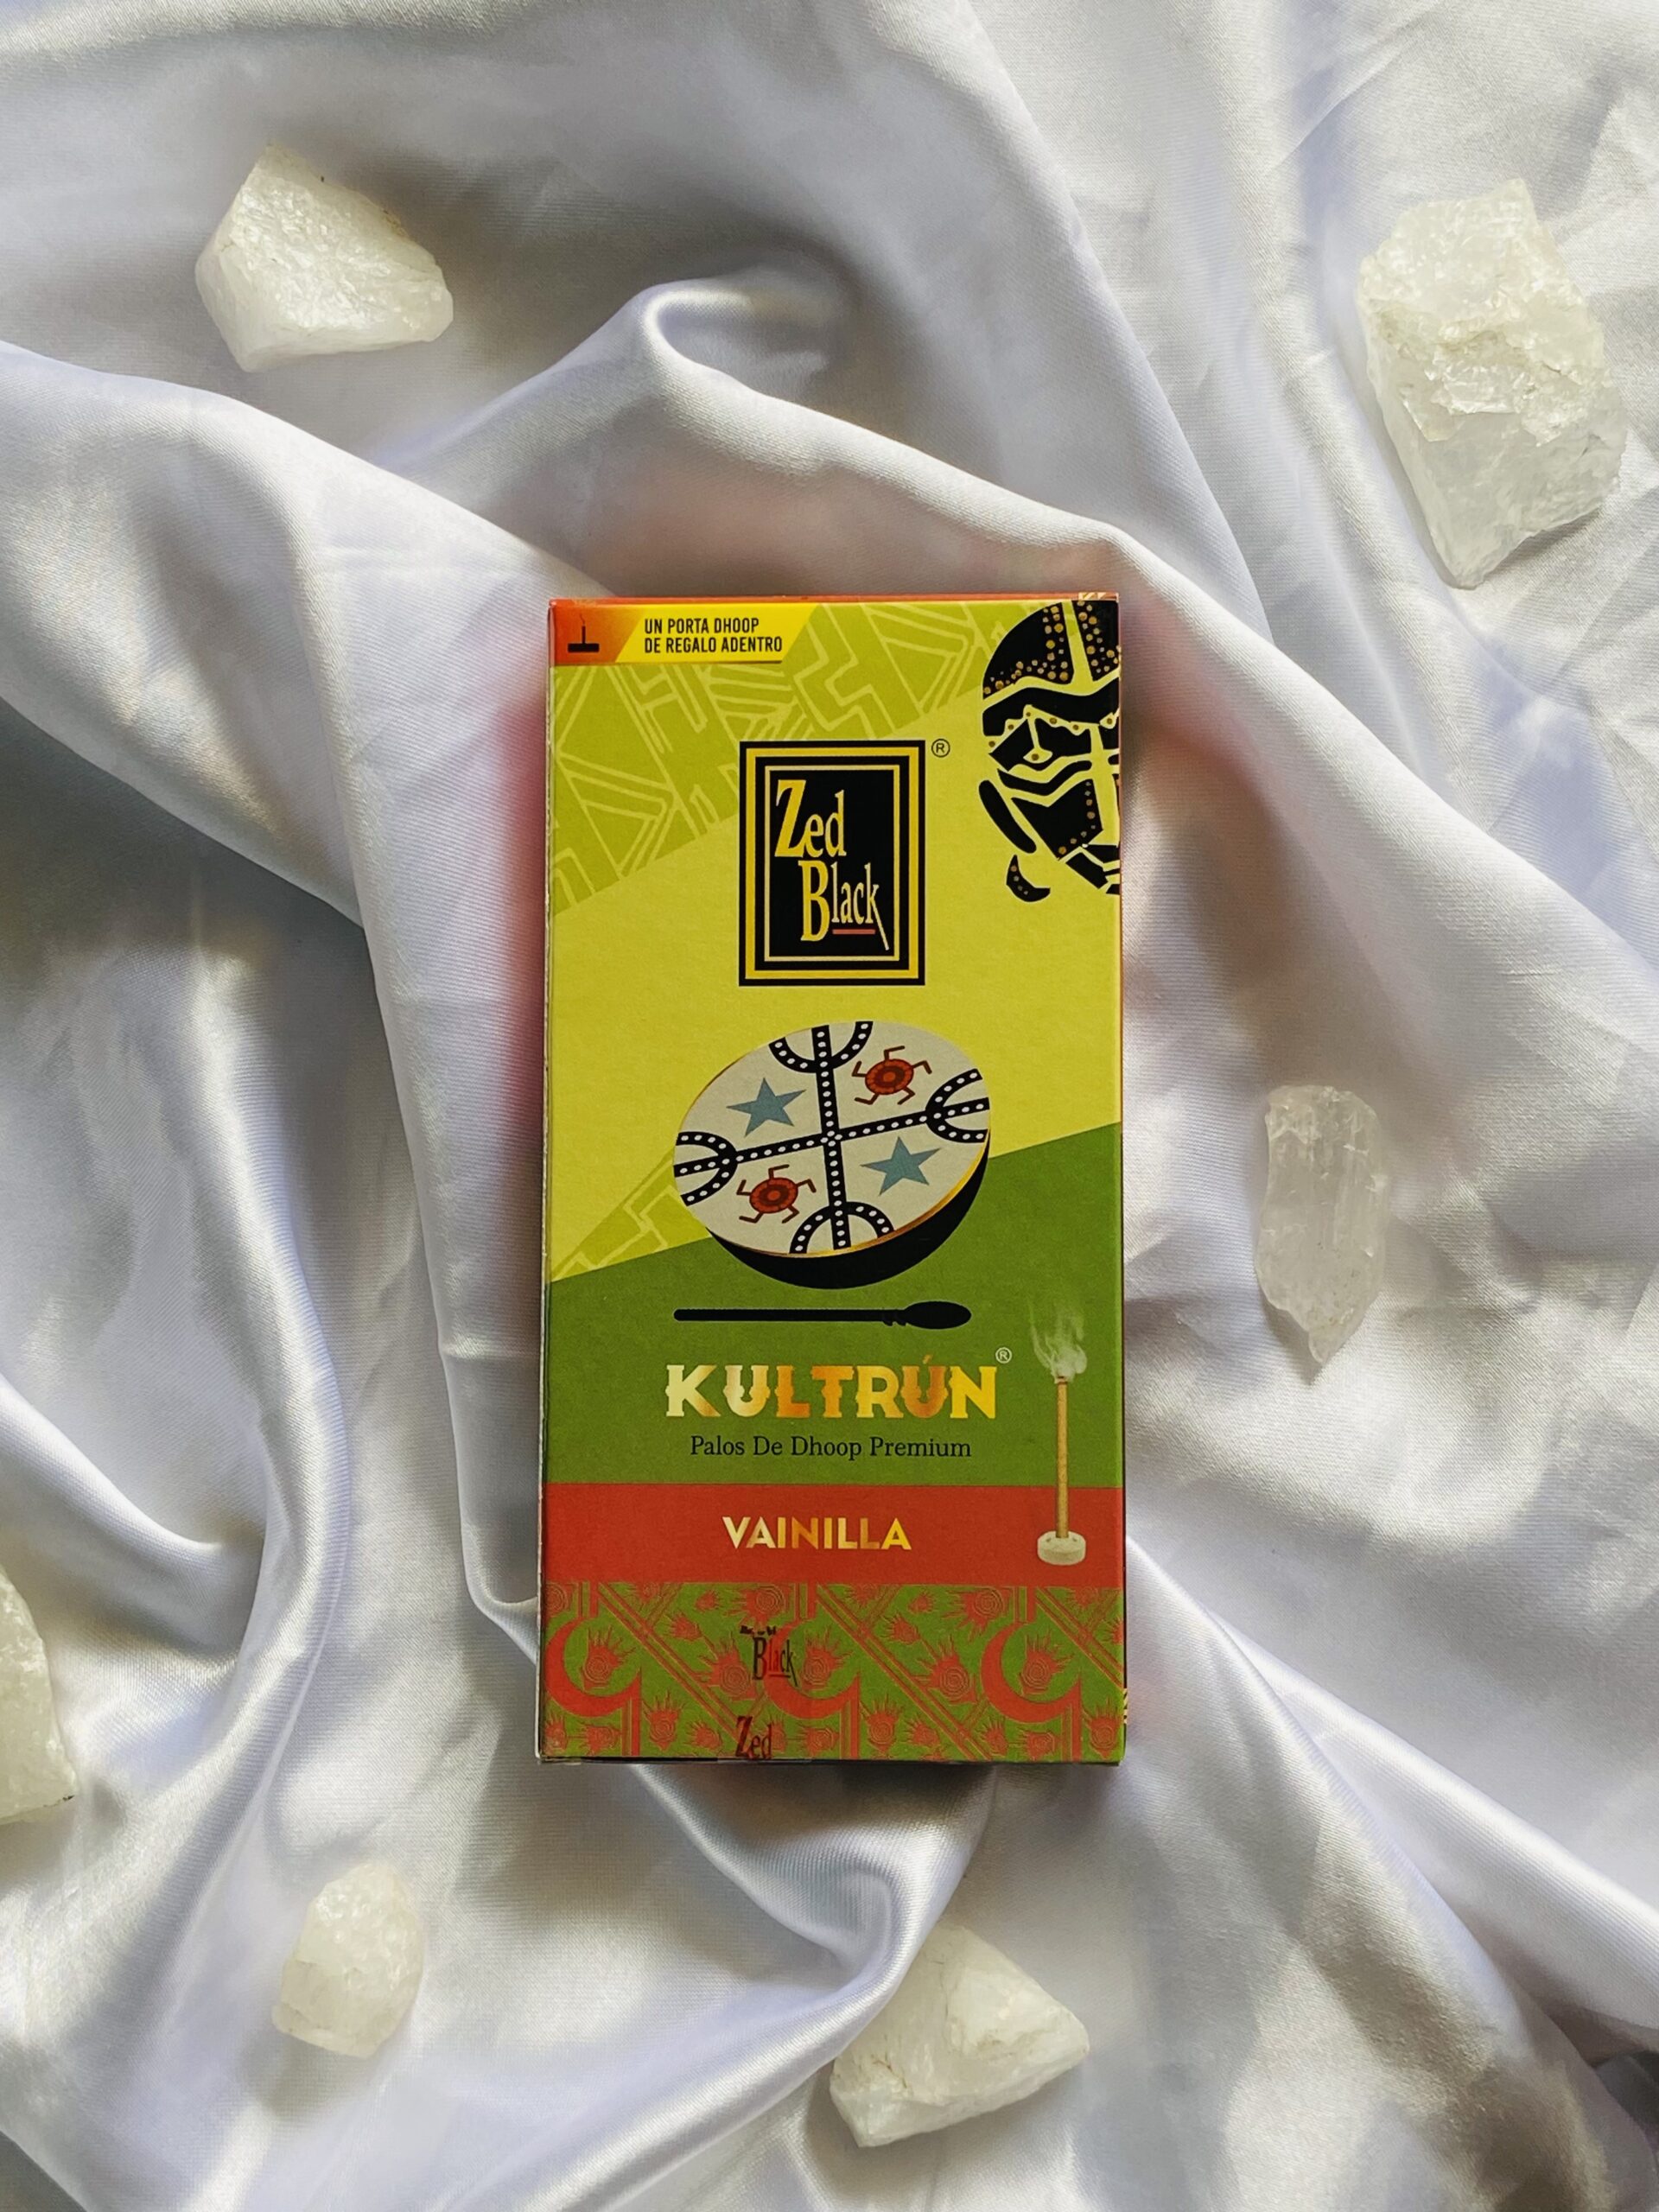 UN PORTA DHOOP
DE REGALO ADENTRO
Zed
Black
®
KULTRÚN®
Palos De Dhoop Premium
VAINILLA
Black
Zed